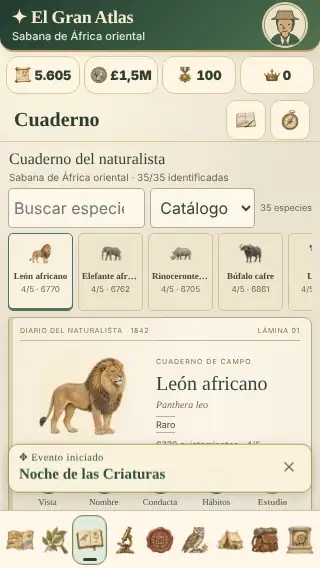 ✦ El Gran Atlas
Sabana de África oriental
5.605
£1,5M
100
0
Cuaderno
Cuaderno del naturalista
Sabana de África oriental · 35/35 identificadas
Buscar especie
Catálogo
35 especies
León africano
4/5 · 6770
Elefante afr…
4/5 · 6762
Rinoceronte…
4/5 · 6705
Búfalo cafre
4/5 · 6861
DIARIO DEL NATURALISTA · 1842
LÁMINA 01
CUADERNO DE CAMPO
León africano
Panthera leo
Raro
✥ Evento iniciado
Noche de las Criaturas
×
Vista
Nombre
Conducta
Hábitos
Estudio